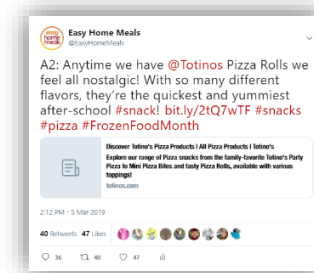 easy home meals
Easy Home Meals
@EasyHomeMeals
A2: Anytime we have @Totinos Pizza Rolls we
feel all nostalgic! With so many different
flavors, they're the quickest and yummiest
after-school #snack! bit.ly/2tQ7wTF #snacks
#pizza #FrozenFoodMonth
Discover Totino's Pizza Products | All Pizza Products | Totino's
Explore our range of Pizza snacks from the family-favorite Totino's Party
Pizza to Mini Pizza Bites and tasty Pizza Rolls, available with various
toppings!
totinos.com
2:12 PM - 5 Mar 2019
40 Retweets 47 Likes
36 40 47